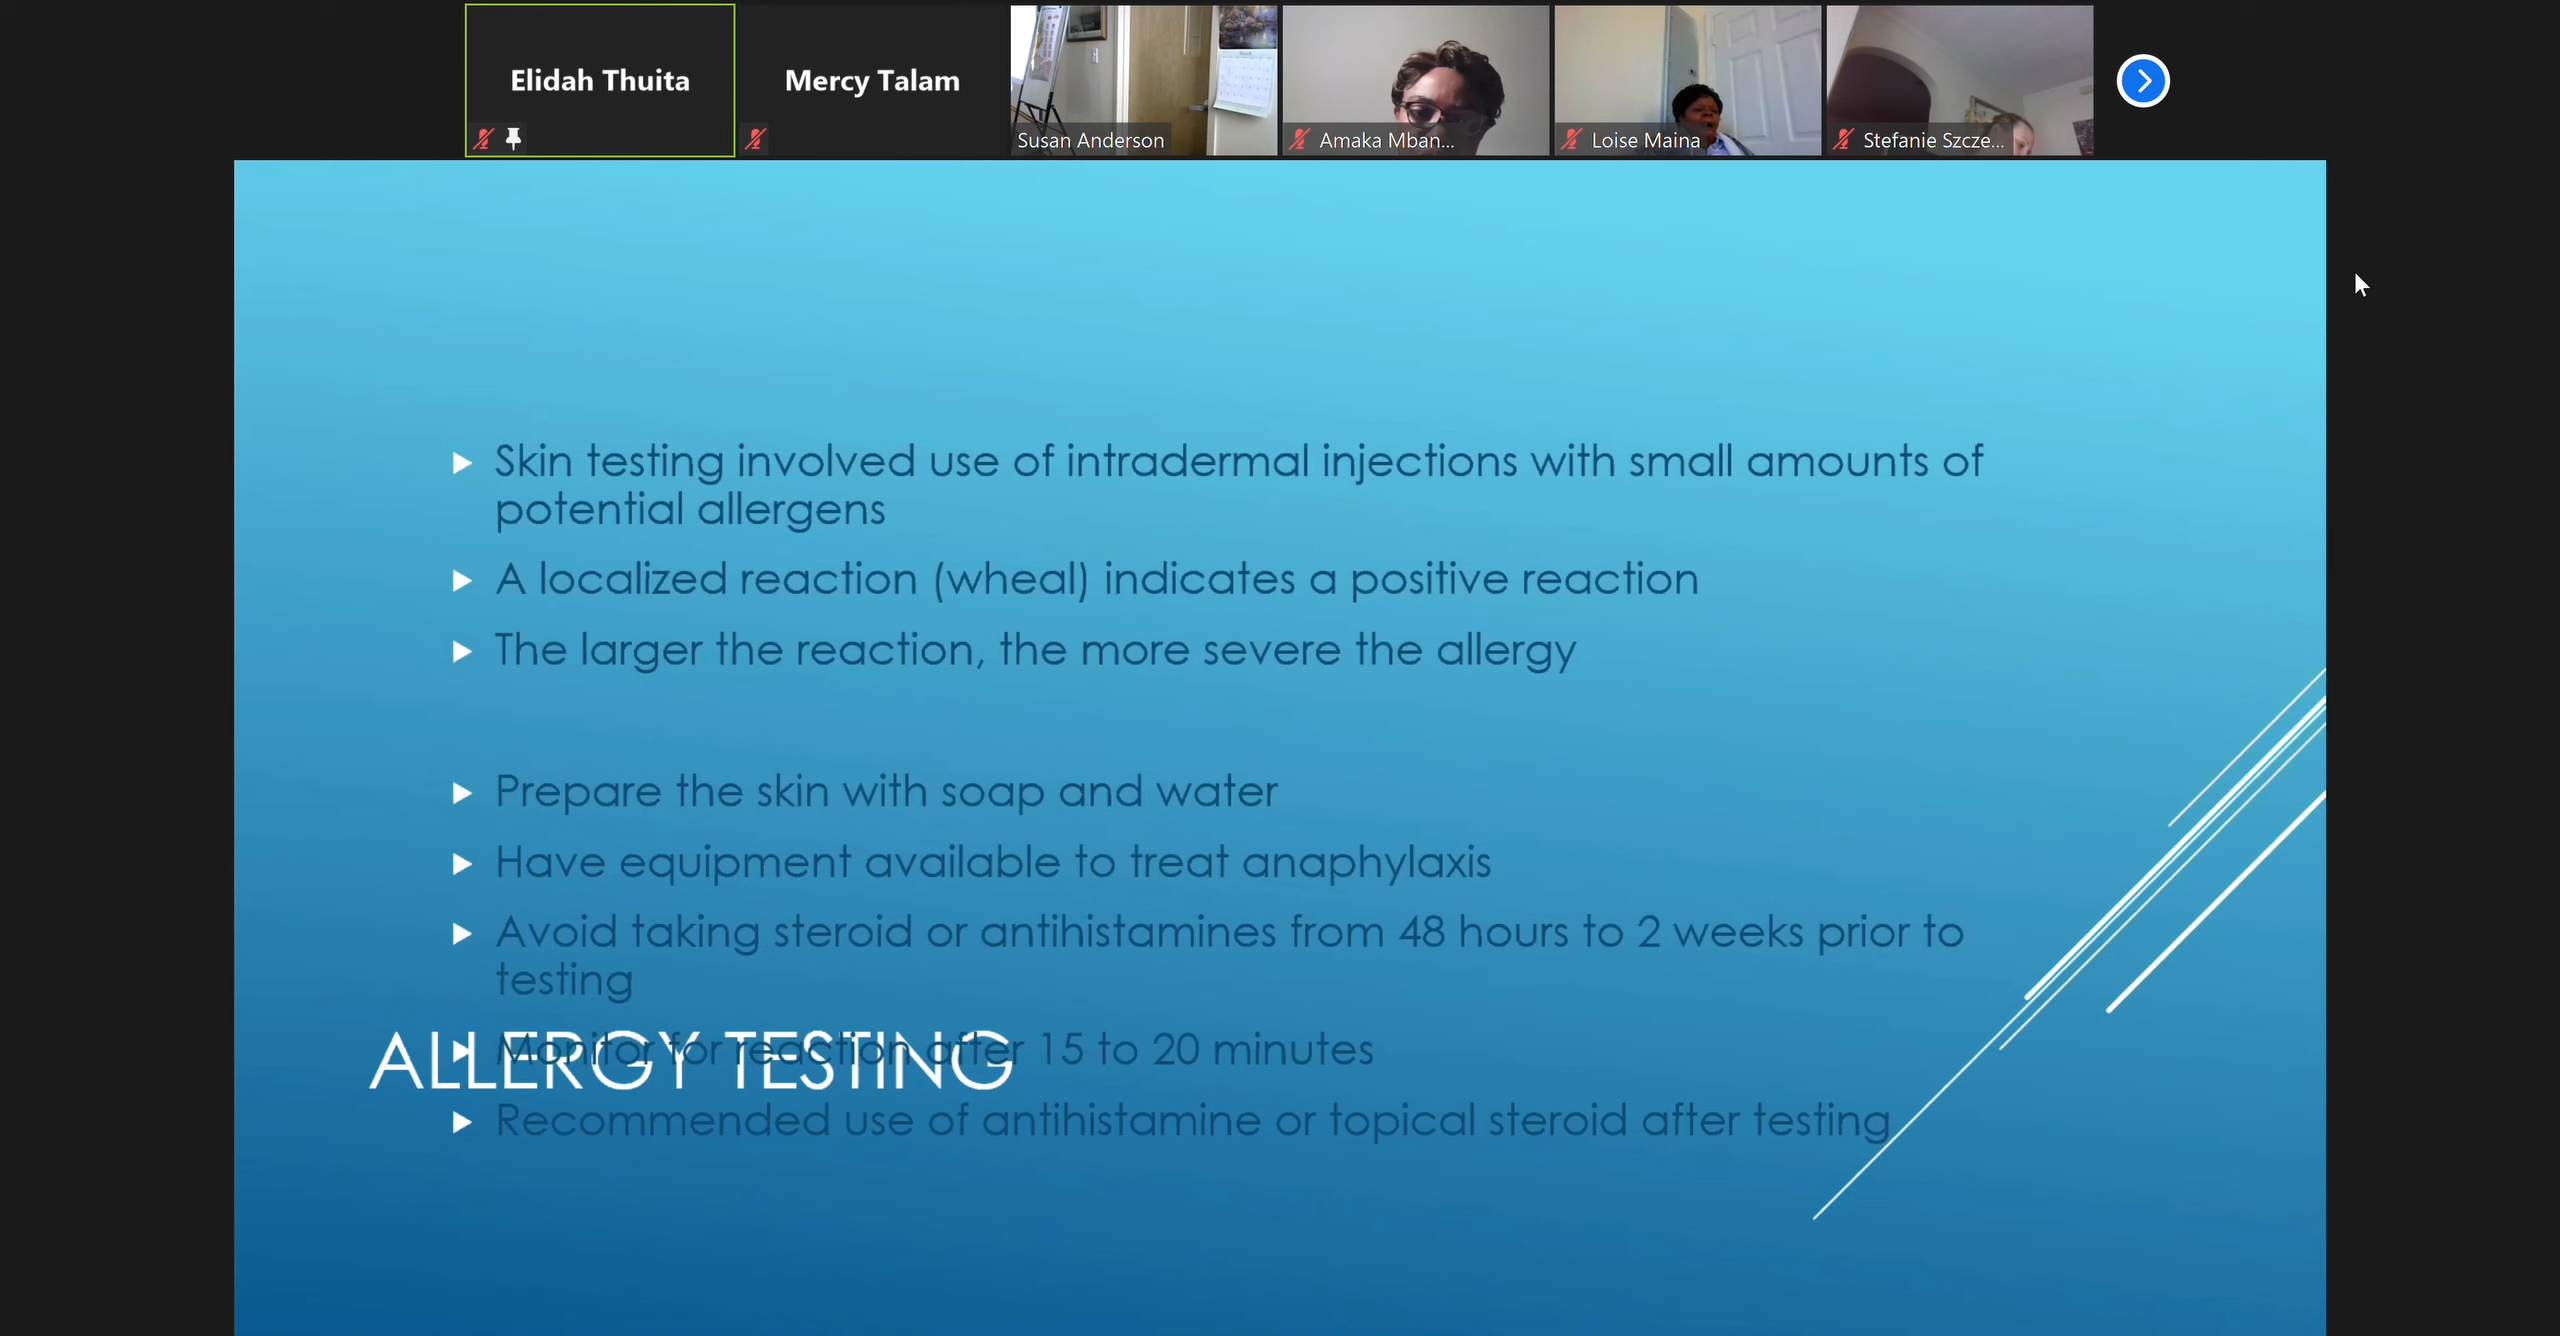 Elidah Thuita
Mercy Talam
Susan Anderson
Amaka Mban...
Loise Maina
Stefanie Szcze...
Skin testing involved use of intradermal injections with small amounts of
potential allergens
A localized reaction (wheal) indicates a positive reaction
The larger the reaction, the more severe the allergy
Prepare the skin with soap and water
Have equipment available to treat anaphylaxis
Avoid taking steroid or antihistamines from 48 hours to 2 weeks prior to
testing
Monitor for reaction after 15 to 20 minutes
ALLERGY TESTING
Recommended use of antihistamine or topical steroid after testing